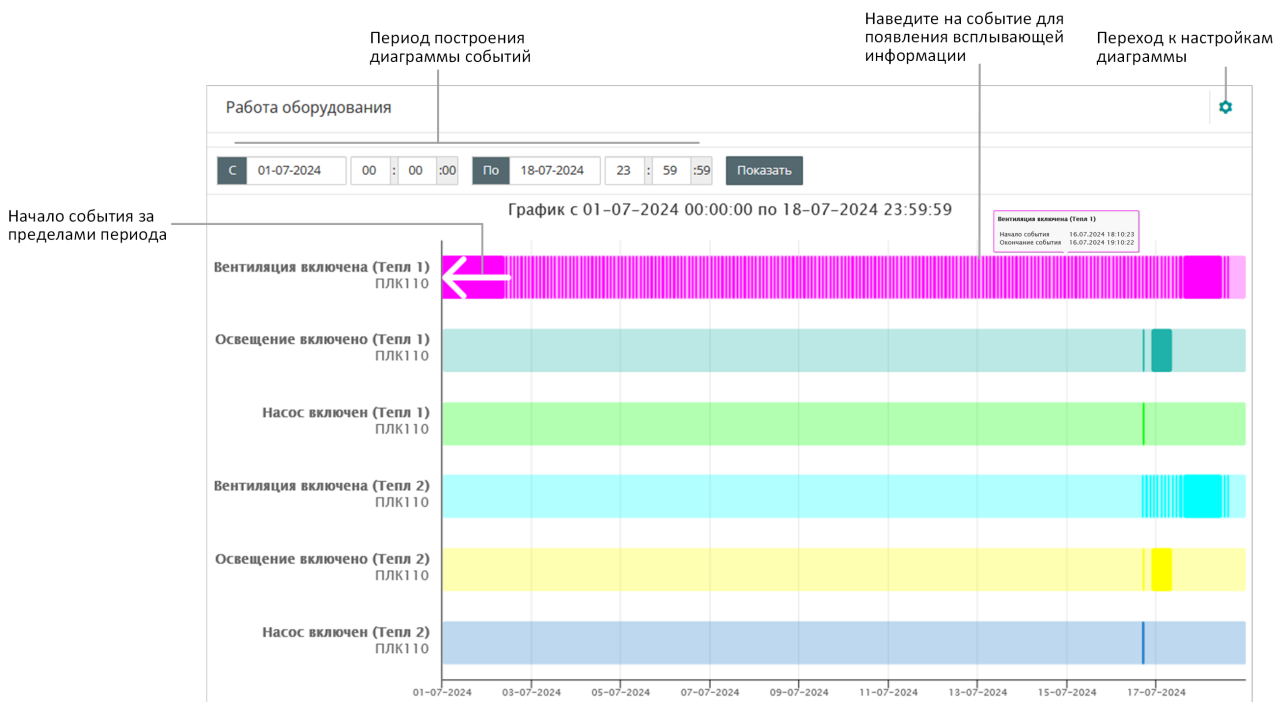 Наведите на событие для
появления всплывающей
информации
Период построения
диаграммы событий
Переход к настройкам
диаграммы
Работа оборудования
С 01-07-2024 00 : 00 :00 По 18-07-2024 23 : 59 :59 Показать
График с 01-07-2024 00:00:00 по 18-07-2024 23:59:59
Начало события за
пределами периода
Вентиляция включена (Тепл 1)
Начало события 16.07.2024 18:10:23
Окончание события 16.07.2024 19:10:22
Вентиляция включена (Тепл 1)
ПЛК110
Освещение включено (Тепл 1)
ПЛК110
Насос включен (Тепл 1)
ПЛК110
Вентиляция включена (Тепл 2)
ПЛК110
Освещение включено (Тепл 2)
ПЛК110
Насос включен (Тепл 2)
ПЛК110
01-07-2024 03-07-2024 05-07-2024 07-07-2024 09-07-2024 11-07-2024 13-07-2024 15-07-2024 17-07-2024